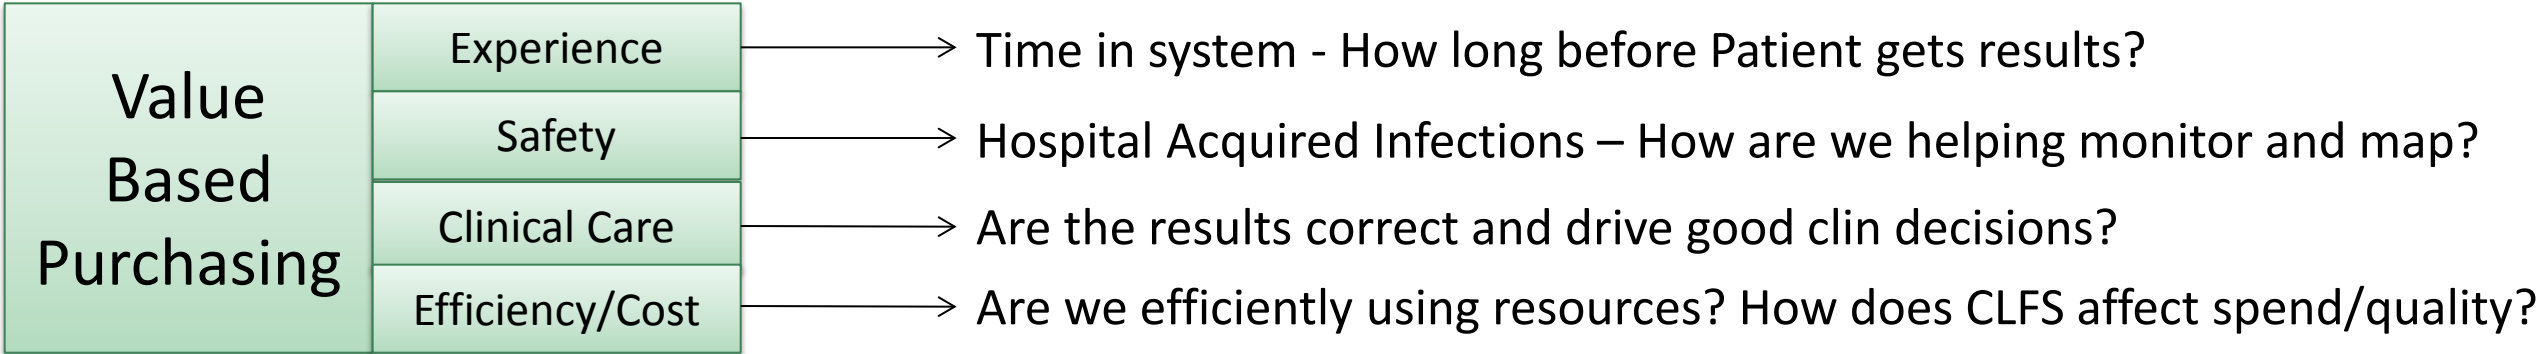 Value
Based
Purchasing
Experience
Time in system - How long before Patient gets results?
Safety
Hospital Acquired Infections – How are we helping monitor and map?
Clinical Care
Are the results correct and drive good clin decisions?
Efficiency/Cost
Are we efficiently using resources? How does CLFS affect spend/quality?